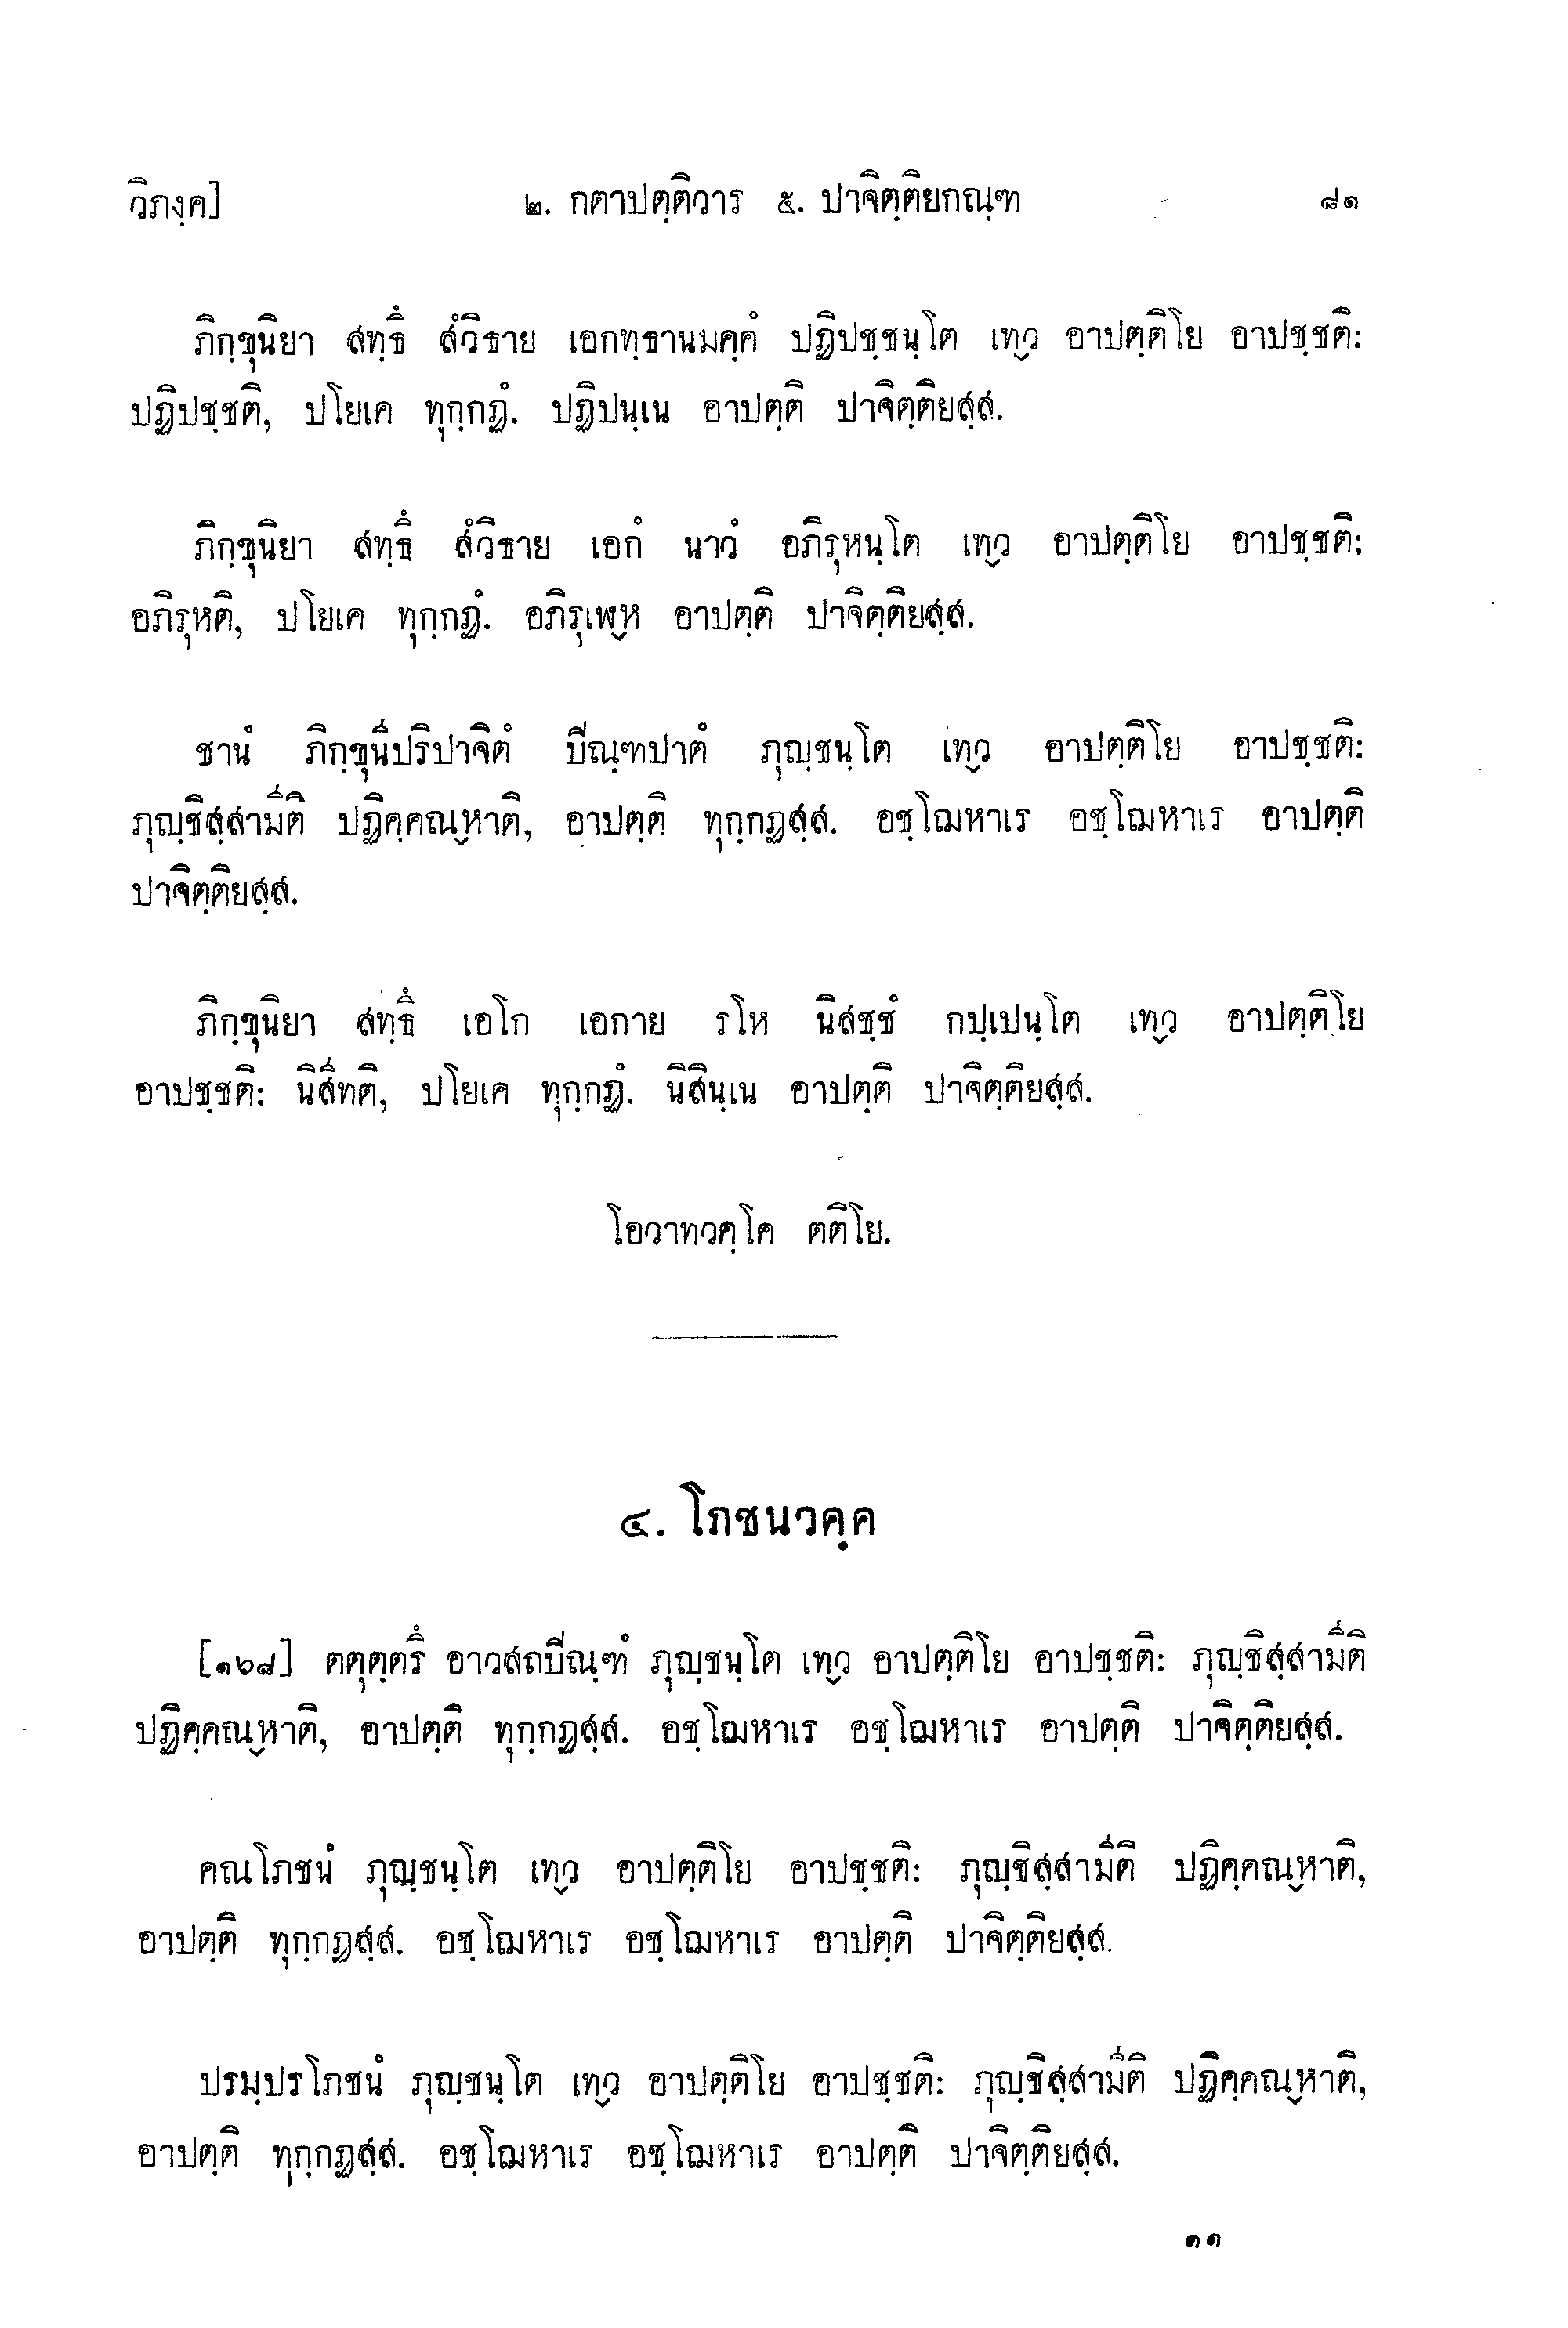 วิภงฺค] ๒. กตาปตฺติวาร ๕. ปาจิตฺติยกณฺฑ ๘๑
ภิกฺขุนิยา สทฺธึ สํวิธาย เอกทฺธานมคฺคํ ปฏิปชฺชนฺโต เทฺว อาปตฺติโย อาปชฺชติ:
ปฏิปชฺชติ, ปโยเค ทุกฺกฏํ. ปฏิปนฺเน อาปตฺติ ปาจิตฺติยสฺส.
ภิกฺขุนิยา สทฺธึ สํวิธาย เอกํ นาวํ อภิรุหนฺโต เทฺว อาปตฺติโย อาปชฺชติ:
อภิรุหติ, ปโยเค ทุกฺกฏํ. อภิรุเฬฺห อาปตฺติ ปาจิตฺติยสฺส.
ชานํ ภิกฺขุนีปริปาจิตํ ปิณฺฑปาตํ ภุญฺชนฺโต เทฺว อาปตฺติโย อาปชฺชติ:
ภุญฺชิสฺสามีติ ปฏิคฺคณฺหาติ, อาปตฺติ ทุกฺกฏสฺส. อชฺโฌหาเร อชฺโฌหาเร อาปตฺติ
ปาจิตฺติยสฺส.
ภิกฺขุนิยา สทฺธึ เอโก เอกาย รโห นิสชฺชํ กปฺเปนฺโต เทฺว อาปตฺติโย
อาปชฺชติ: นิสีทติ, ปโยเค ทุกฺกฏํ. นิสินฺเน อาปตฺติ ปาจิตฺติยสฺส.
โอวาทวคฺโค ตติโย.
๔. โภชนวคฺค
[๑๖๘] ตตุตฺตรึ อาวสถปิณฺฑํ ภุญฺชนฺโต เทฺว อาปตฺติโย อาปชฺชติ: ภุญฺชิสฺสามีติ
ปฏิคฺคณฺหาติ, อาปตฺติ ทุกฺกฏสฺส. อชฺโฌหาเร อชฺโฌหาเร อาปตฺติ ปาจิตฺติยสฺส.
คณโภชนํ ภุญฺชนฺโต เทฺว อาปตฺติโย อาปชฺชติ: ภุญฺชิสฺสามีติ ปฏิคฺคณฺหาติ,
อาปตฺติ ทุกฺกฏสฺส. อชฺโฌหาเร อชฺโฌหาเร อาปตฺติ ปาจิตฺติยสฺส.
ปรมฺปรโภชนํ ภุญฺชนฺโต เทฺว อาปตฺติโย อาปชฺชติ: ภุญฺชิสฺสามีติ ปฏิคฺคณฺหาติ,
อาปตฺติ ทุกฺกฏสฺส. อชฺโฌหาเร อชฺโฌหาเร อาปตฺติ ปาจิตฺติยสฺส.
๑๑